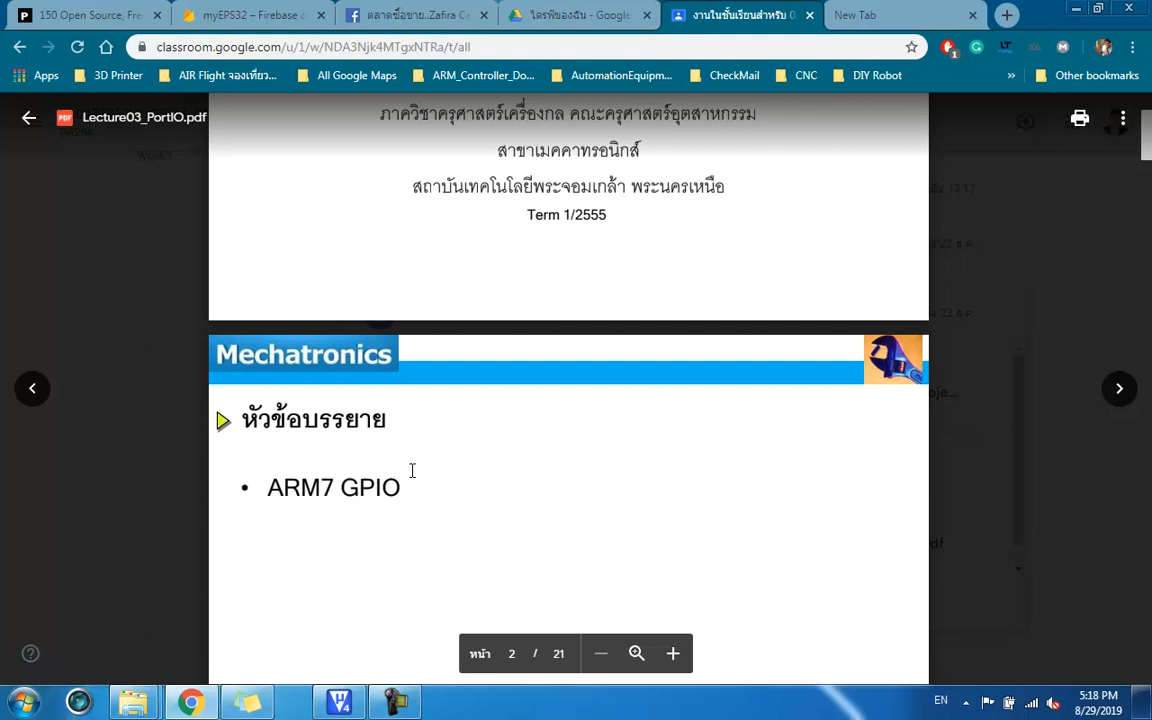 150 Open Source, Fre
myEPS32 – Firebase c
ตลาดซื้อขาย..Zafira Ca
ไดรฟ์ของฉัน - Google
งานในชั้นเรียนสำหรับ 0
New Tab
classroom.google.com/u/1/w/NDA3Njk4MTgxNTRa/t/all
Apps
3D Printer
AIR Flight จองเที่ยว...
All Google Maps
ARM_Controller_Do...
AutomationEquipm...
CheckMail
CNC
DIY Robot
»
Other bookmarks
PDF Lecture03_PortIO.pdf
ภาควิชาครุศาสตร์เครื่องกล คณะครุศาสตร์อุตสาหกรรม
สาขาเมคคาทรอนิกส์
สถาบันเทคโนโลยีพระจอมเกล้า พระนครเหนือ
Term 1/2555
Mechatronics
หัวข้อบรรยาย
• ARM7 GPIO
หน้า 2 / 21
EN
5:18 PM
8/29/2019